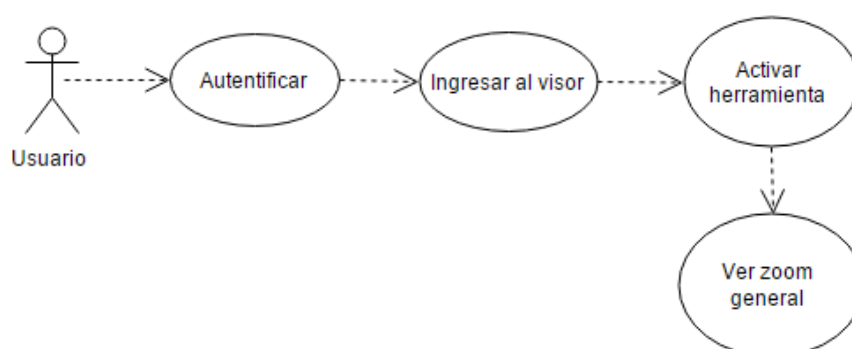 Usuario
Autentificar
Ingresar al visor
Activar
herramienta
Ver zoom
general